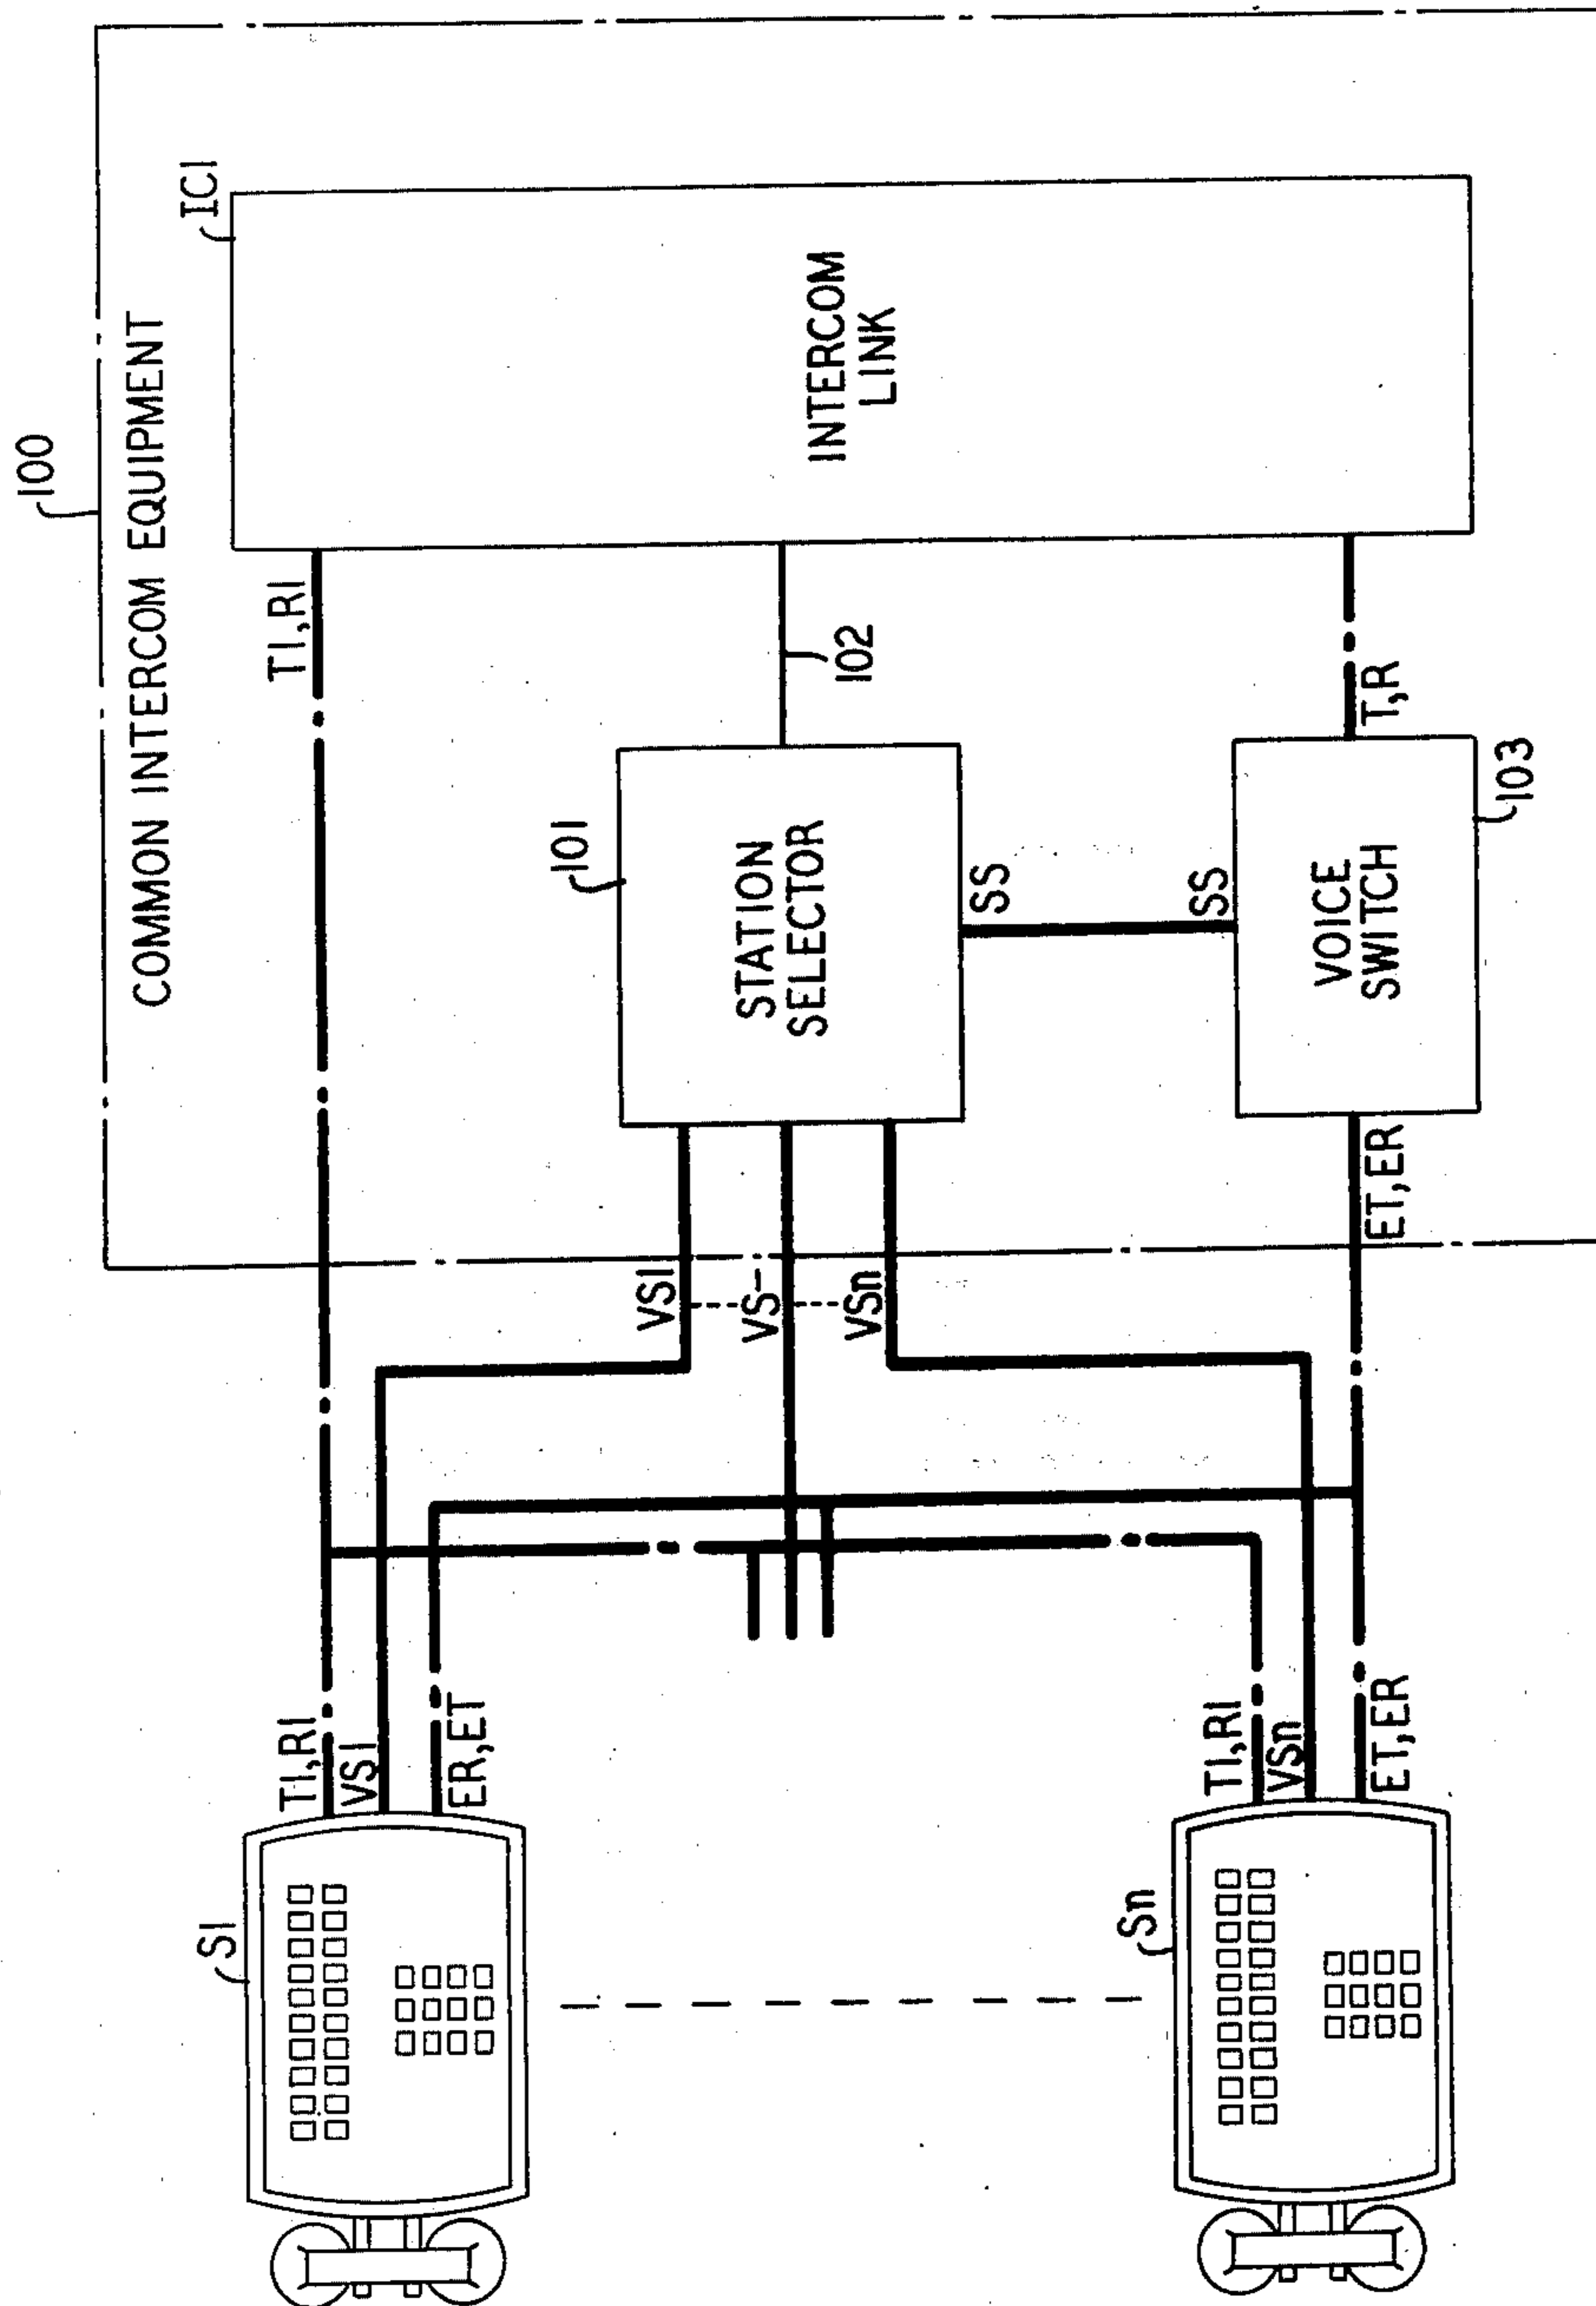 100
COMMON INTERCOM EQUIPMENT
IC1
T1,R1
INTERCOM
LINK
102
101
STATION
SELECTOR
SS
SS
T,R
VOICE
SWITCH
103
ET,ER
VS1
VS-
VSn
T1,R1
VS1
ER,ET
S1
T1,R1
VSn
ET,ER
Sn